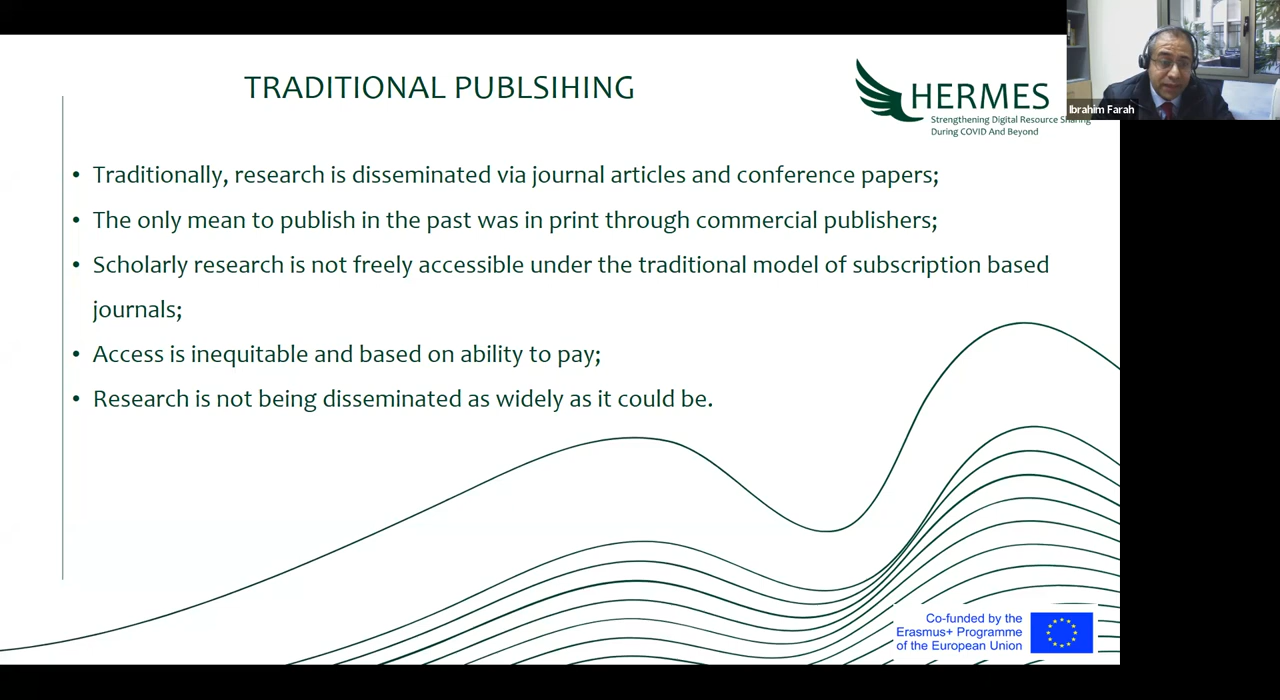 TRADITIONAL PUBLSIHING
HERMES
Strengthening Digital Resource Sharing
During COVID And Beyond
Ibrahim Farah
• Traditionally, research is disseminated via journal articles and conference papers;
• The only mean to publish in the past was in print through commercial publishers;
• Scholarly research is not freely accessible under the traditional model of subscription based
journals;
• Access is inequitable and based on ability to pay;
• Research is not being disseminated as widely as it could be.
Co-funded by the
Erasmus+ Programme
of the European Union